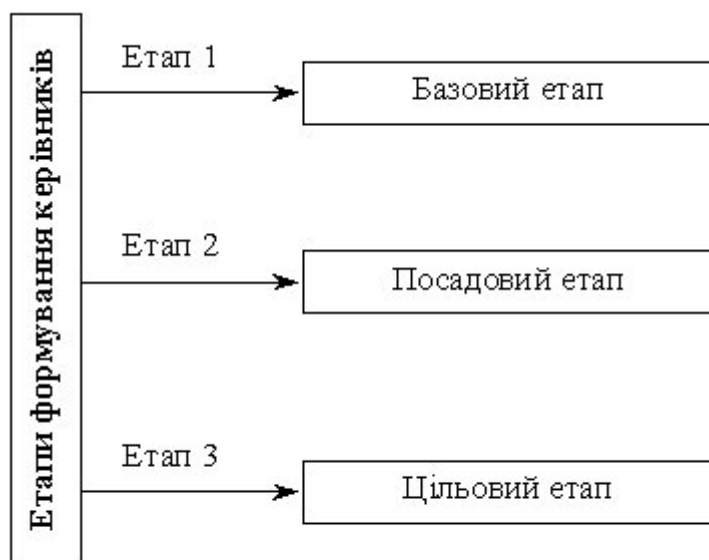 Етапи формування керівників
Етап 1
Базовий етап
Етап 2
Посадовий етап
Етап 3
Цільовий етап